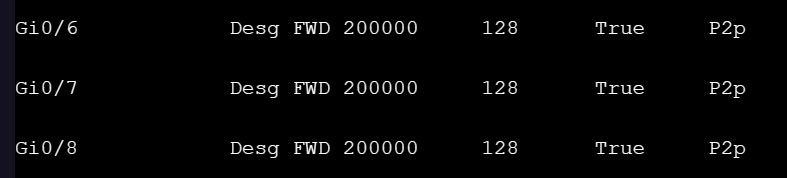 Gi0/6 Desg FWD 200000 128 True P2p
Gi0/7 Desg FWD 200000 128 True P2p
Gi0/8 Desg FWD 200000 128 True P2p